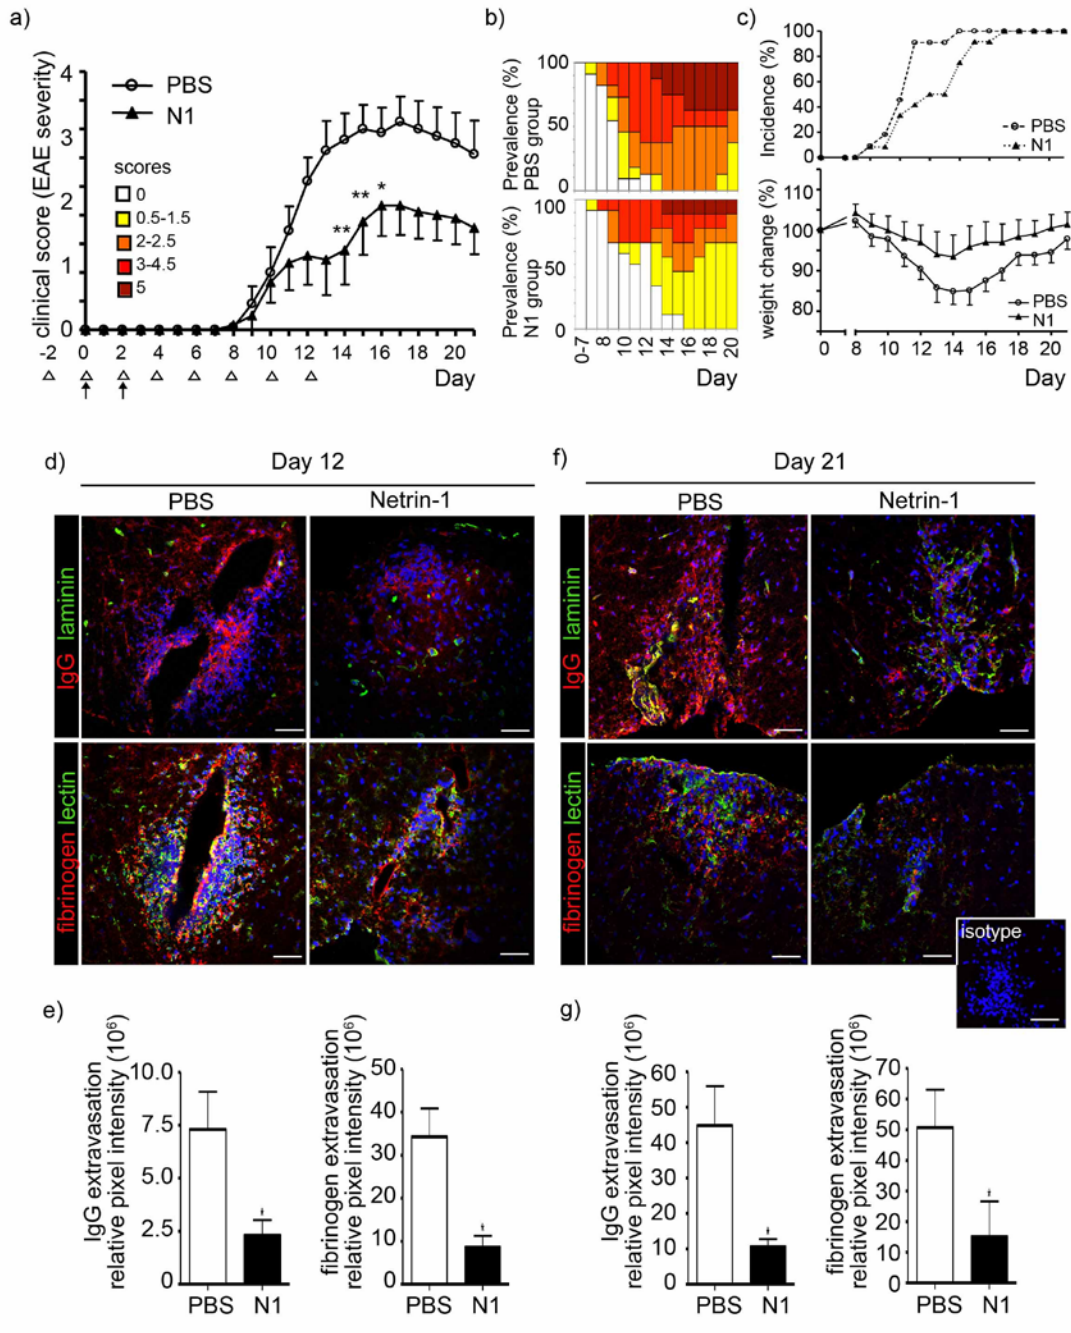 a)
clinical score (EAE severity)
4
3
2
1
0
PBS
N1
scores
0
0.5-1.5
2-2.5
3-4.5
5
**
**
*
-2 0 2 4 6 8 10 12 14 16 18 20
Day
b)
Prevalence (%)
PBS group
100
50
0
Prevalence (%)
N1 group
100
50
0
0-7 8 10 12 14 16 18 20
Day
c)
Incidence (%)
100
80
60
40
20
0
PBS
N1
weight change (%)
110
100
90
80
PBS
N1
0 8 10 12 14 16 18 20
Day
d)
Day 12
PBS
Netrin-1
IgG laminin
fibrinogen lectin
f)
Day 21
PBS
Netrin-1
IgG laminin
fibrinogen lectin
isotype
e)
IgG extravasation
relative pixel intensity (10⁶)
10.0
7.5
5.0
2.5
0
PBS N1
fibrinogen extravasation
relative pixel intensity (10⁶)
50
40
30
20
10
0
PBS N1
g)
IgG extravasation
relative pixel intensity (10⁶)
60
50
40
30
20
10
0
PBS N1
fibrinogen extravasation
relative pixel intensity (10⁶)
70
60
50
40
30
20
10
0
PBS N1